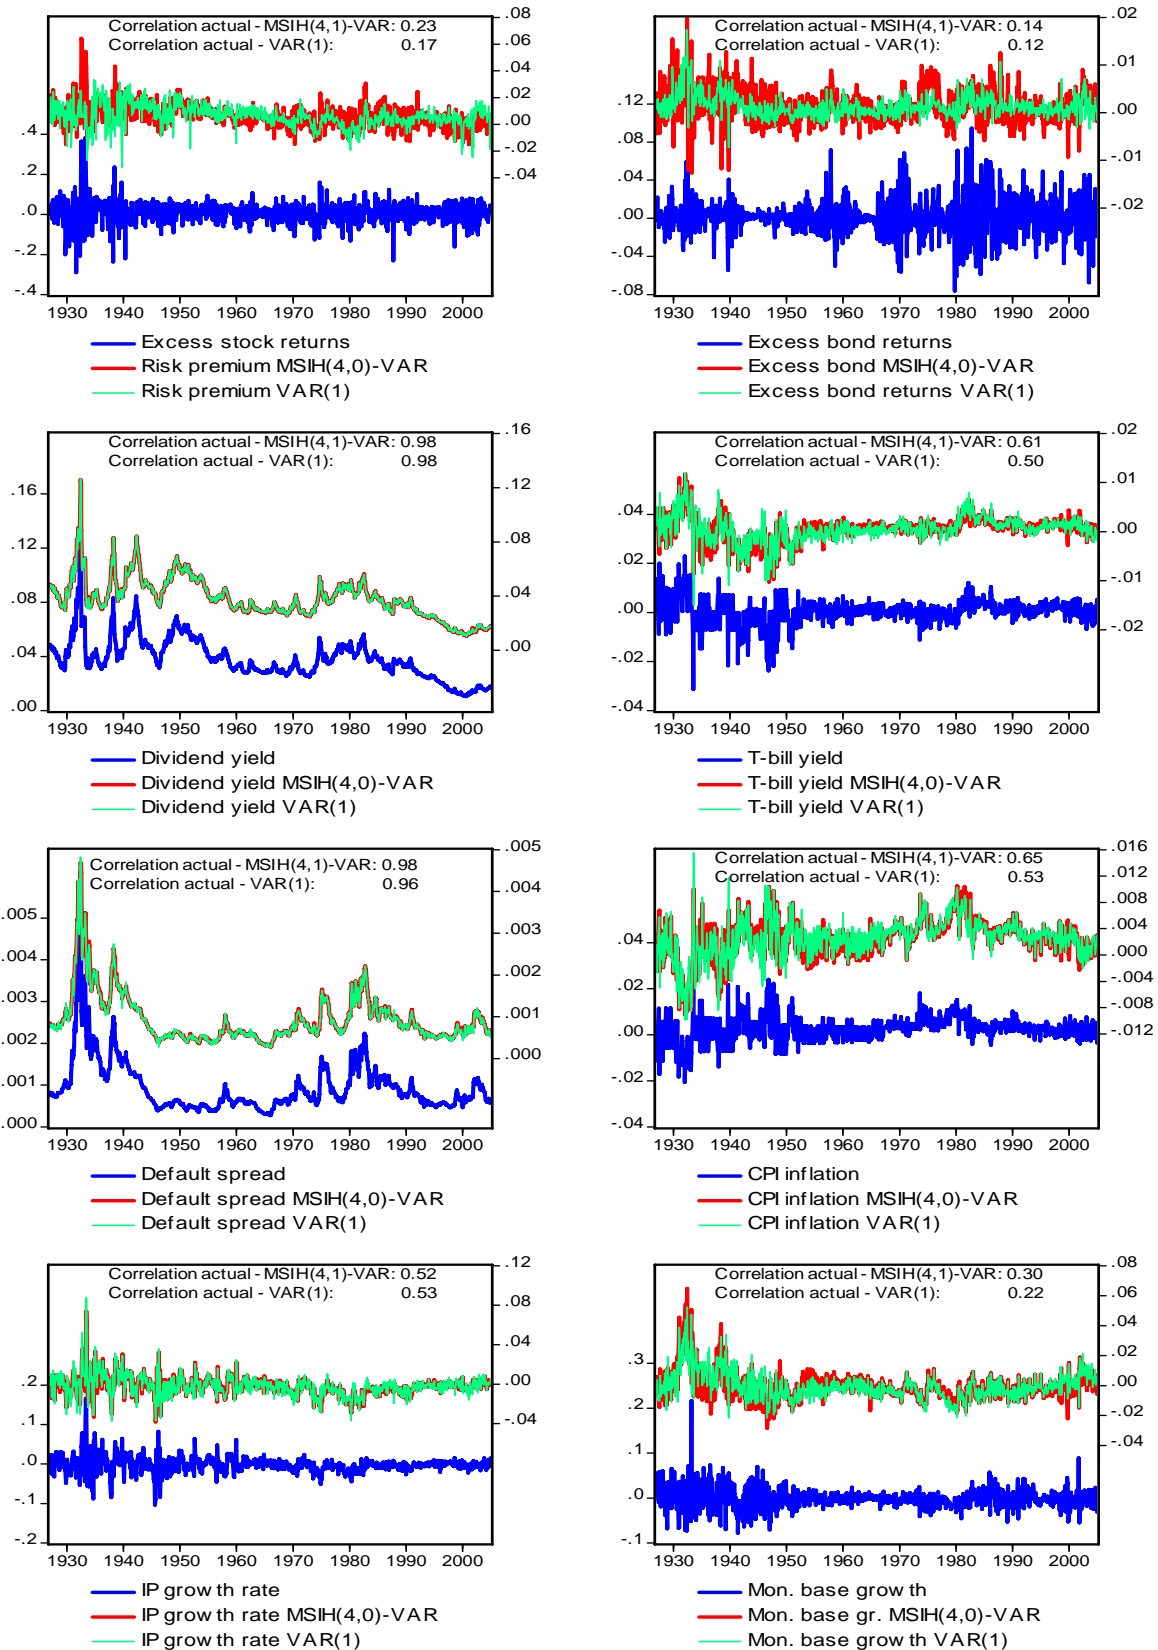 Correlation actual - MSIH(4,1)-VAR: 0.23
Correlation actual - VAR(1): 0.17
.08
.06
.04
.02
.00
-.02
-.04
.4
.2
.0
-.2
-.4
1930 1940 1950 1960 1970 1980 1990 2000
Excess stock returns
Risk premium MSIH(4,0)-VAR
Risk premium VAR(1)
Correlation actual - MSIH(4,1)-VAR: 0.14
Correlation actual - VAR(1): 0.12
.02
.01
.00
-.01
-.02
.12
.08
.04
.00
-.04
-.08
1930 1940 1950 1960 1970 1980 1990 2000
Excess bond returns
Excess bond MSIH(4,0)-VAR
Excess bond returns VAR(1)
Correlation actual - MSIH(4,1)-VAR: 0.98
Correlation actual - VAR(1): 0.98
.16
.12
.08
.04
.00
.16
.12
.08
.04
.00
1930 1940 1950 1960 1970 1980 1990 2000
Dividend yield
Dividend yield MSIH(4,0)-VAR
Dividend yield VAR(1)
Correlation actual - MSIH(4,1)-VAR: 0.61
Correlation actual - VAR(1): 0.50
.02
.01
.00
-.01
-.02
.04
.02
.00
-.02
-.04
1930 1940 1950 1960 1970 1980 1990 2000
T-bill yield
T-bill yield MSIH(4,0)-VAR
T-bill yield VAR(1)
Correlation actual - MSIH(4,1)-VAR: 0.98
Correlation actual - VAR(1): 0.96
.005
.004
.003
.002
.001
.000
.005
.004
.003
.002
.001
.000
1930 1940 1950 1960 1970 1980 1990 2000
Default spread
Default spread MSIH(4,0)-VAR
Default spread VAR(1)
Correlation actual - MSIH(4,1)-VAR: 0.65
Correlation actual - VAR(1): 0.53
.016
.012
.008
.004
.000
-.004
-.008
-.012
.04
.02
.00
-.02
-.04
1930 1940 1950 1960 1970 1980 1990 2000
CPI inflation
CPI inflation MSIH(4,0)-VAR
CPI inflation VAR(1)
Correlation actual - MSIH(4,1)-VAR: 0.52
Correlation actual - VAR(1): 0.53
.12
.08
.04
.00
-.04
.2
.1
.0
-.1
-.2
1930 1940 1950 1960 1970 1980 1990 2000
IP growth rate
IP growth rate MSIH(4,0)-VAR
IP growth rate VAR(1)
Correlation actual - MSIH(4,1)-VAR: 0.30
Correlation actual - VAR(1): 0.22
.08
.06
.04
.02
.00
-.02
-.04
.3
.2
.1
.0
-.1
1930 1940 1950 1960 1970 1980 1990 2000
Mon. base growth
Mon. base gr. MSIH(4,0)-VAR
Mon. base growth VAR(1)